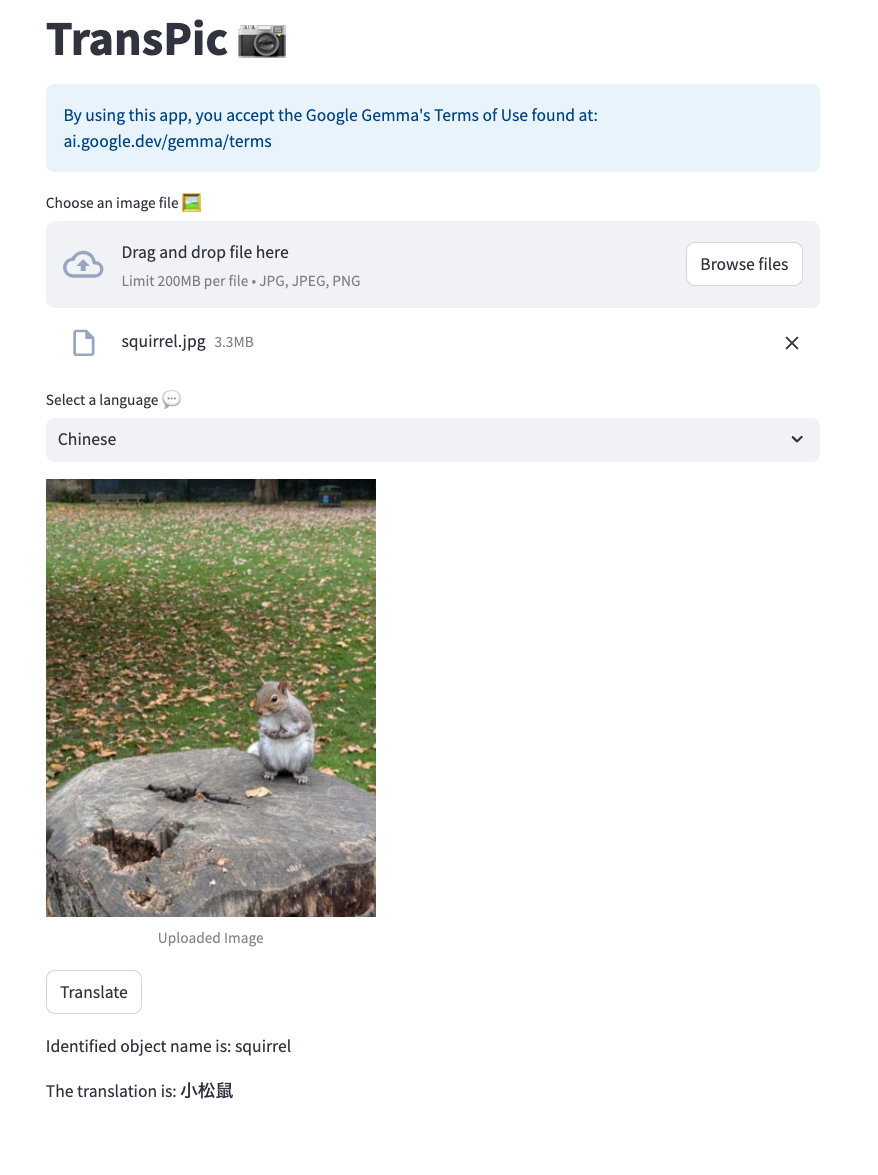 TransPic 📷
By using this app, you accept the Google Gemma's Terms of Use found at:
ai.google.dev/gemma/terms
Choose an image file 🖼️
Drag and drop file here
Limit 200MB per file • JPG, JPEG, PNG
Browse files
squirrel.jpg 3.3MB
Select a language 💬
Chinese
Uploaded Image
Translate
Identified object name is: squirrel
The translation is: 小松鼠